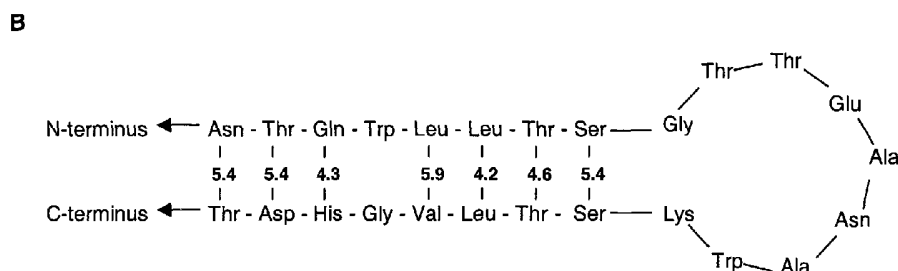 B
N-terminus Asn - Thr - Gln - Trp - Leu - Leu - Thr - Ser Gly Thr Thr Glu Ala
5.4 5.4 4.3 5.9 4.2 4.6 5.4
C-terminus Thr - Asp - His - Gly - Val - Leu - Thr - Ser Lys Trp Ala Asn